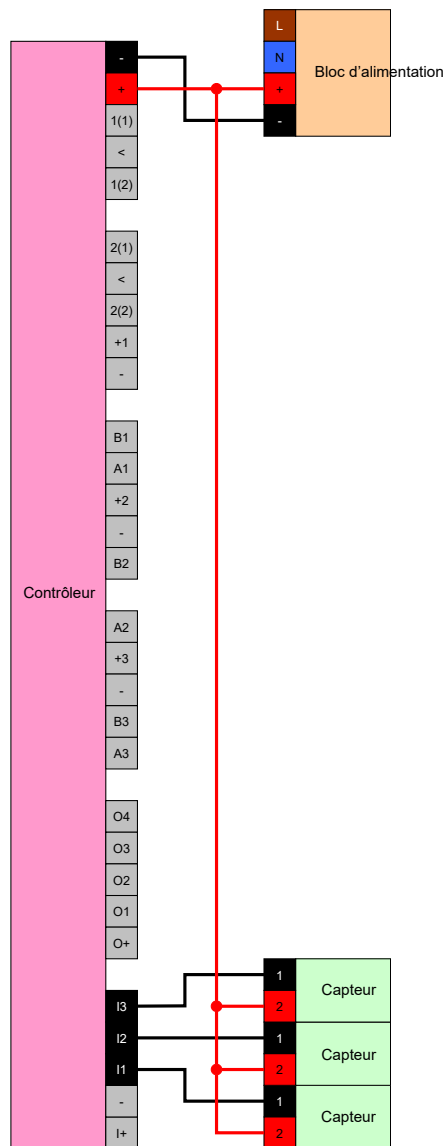 L
N
+
-
Bloc d'alimentation
-
+
1(1)
<
1(2)
2(1)
<
2(2)
+1
-
B1
A1
+2
-
B2
Contrôleur
A2
+3
-
B3
A3
O4
O3
O2
O1
O+
I3
I2
I1
-
I+
1
2
Capteur
1
2
Capteur
1
2
Capteur